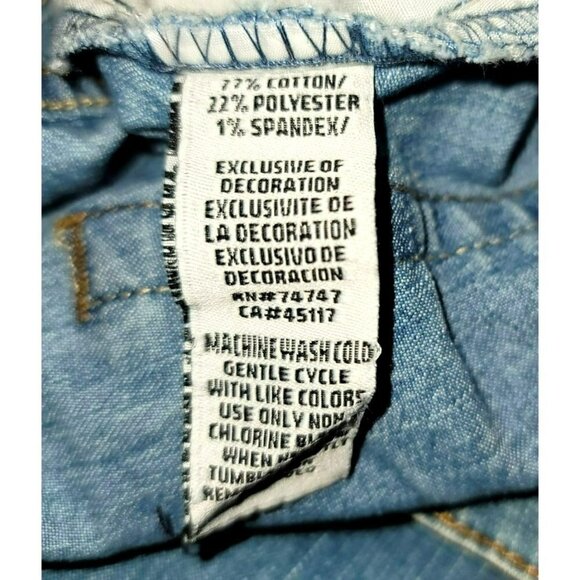 77% COTTON/
22% POLYESTER
1% SPANDEX/
EXCLUSIVE OF
DECORATION
EXCLUSIVITE DE
LA DECORATION
EXCLUSIVO DE
DECORACION
RN#74747
CA#45117
MACHINE WASH COLD
GENTLE CYCLE
WITH LIKE COLORS
USE ONLY NON
CHLORINE
WHEN